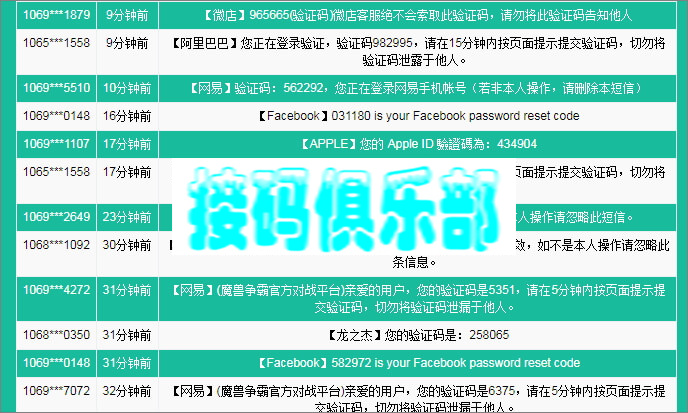 1069***1879 9分钟前 【微店】965665(验证码)微店客服绝不会索取此验证码，请勿将此验证码告知他人
1065***1558 9分钟前 【阿里巴巴】您正在登录验证，验证码982995，请在15分钟内按页面提示提交验证码，切勿将
验证码泄露于他人。
1069***5510 10分钟前 【网易】验证码：562292，您正在登录网易手机帐号（若非本人操作，请删除本短信）
1069***0148 16分钟前 【Facebook】031180 is your Facebook password reset code
1069***1107 17分钟前 【APPLE】您的 Apple ID 驗證碼為：434904
1065***1558 17分钟前 页面提示提交验证码，切勿将
接码俱乐部
1069***2649 23分钟前 本人操作请忽略此短信。
1068***1092 30分钟前 效，如不是本人操作请忽略此
条信息。
1069***4272 31分钟前 【网易】(魔兽争霸官方对战平台)亲爱的用户，您的验证码是5351，请在5分钟内按页面提示提
交验证码，切勿将验证码泄漏于他人。
1068***0350 31分钟前 【龙之杰】您的验证码是：258065
1069***0148 31分钟前 【Facebook】582972 is your Facebook password reset code
1069***7072 32分钟前 【网易】(魔兽争霸官方对战平台)亲爱的用户，您的验证码是6375，请在5分钟内按页面提示提
交验证码，切勿将验证码泄漏于他人。